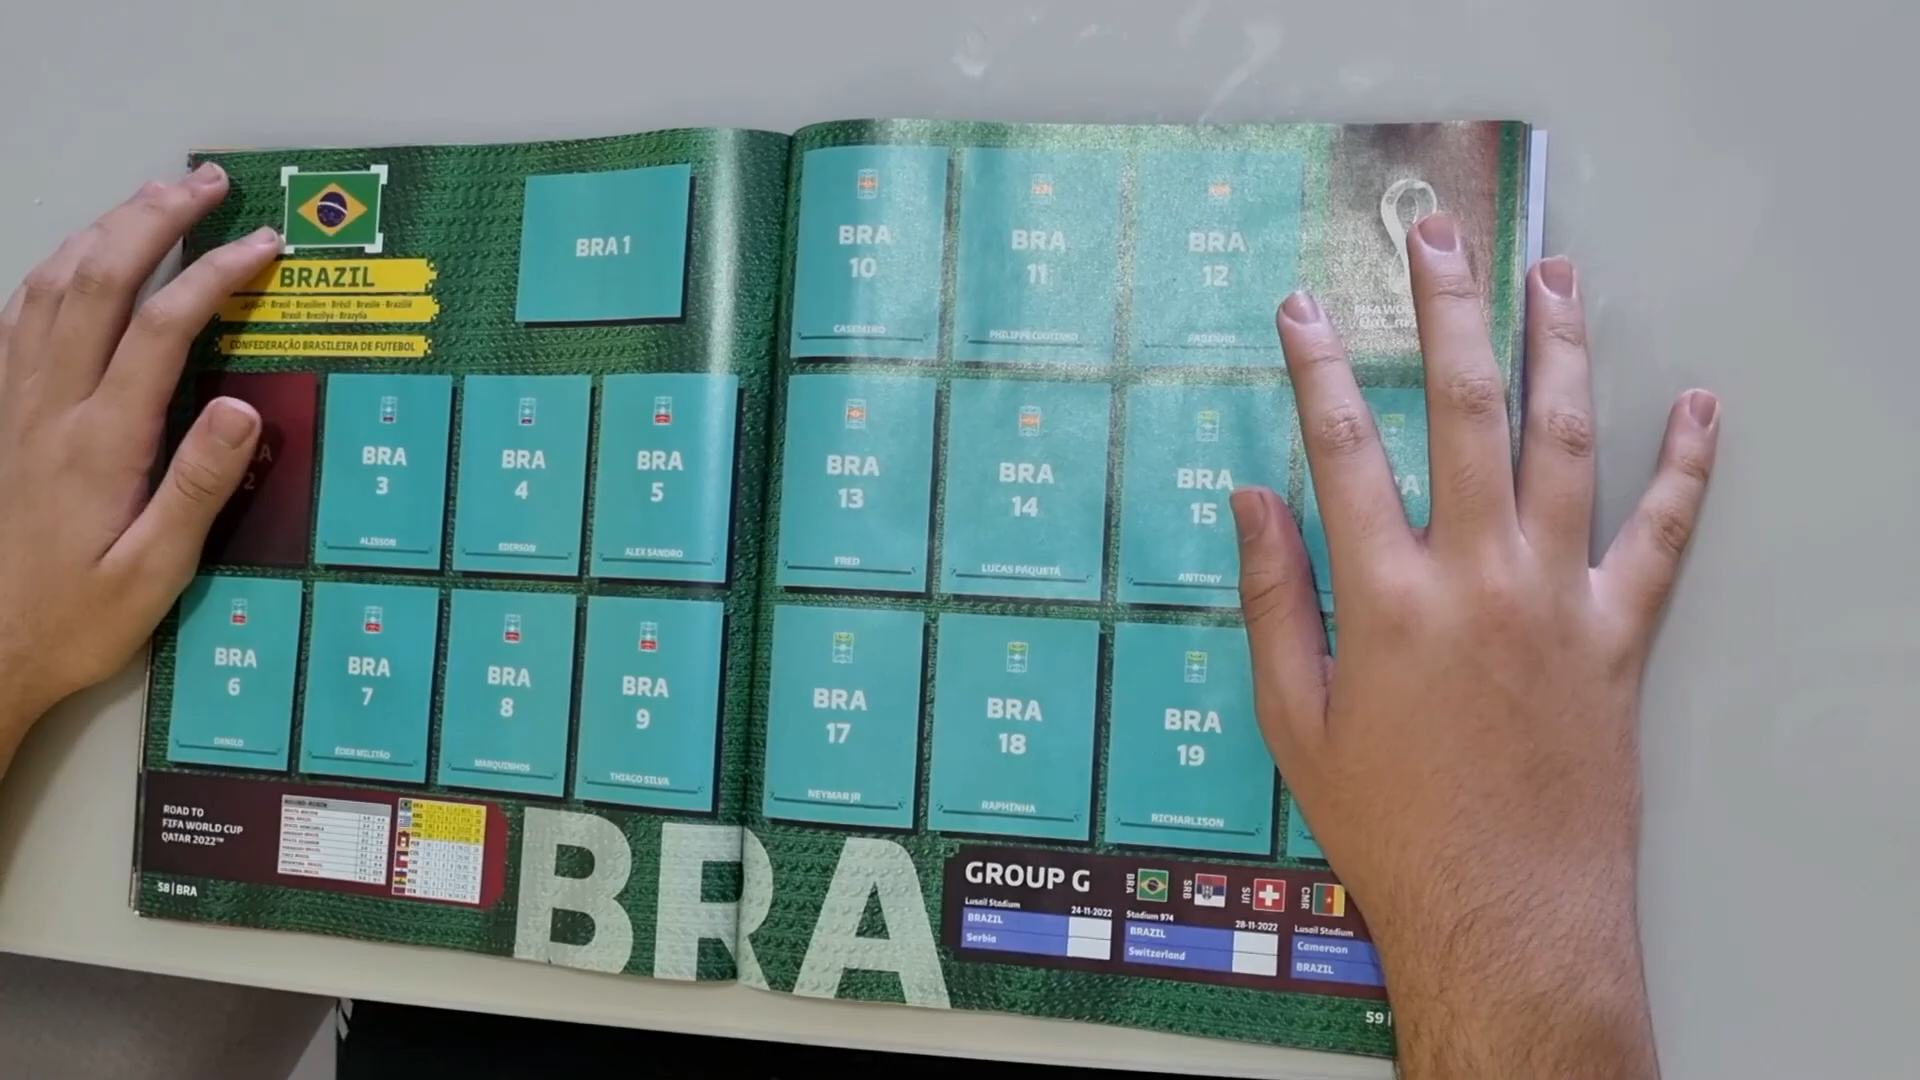 BRAZIL
Brasil · Brasilien · Brésil · Brasile · Brazilië
Brasil · Brezilya · Brazylia
CONFEDERAÇÃO BRASILEIRA DE FUTEBOL
BRA 1
2
BRA
3
ALISSON
BRA
4
EDERSON
BRA
5
ALEX SANDRO
BRA
6
DANILO
BRA
7
ÉDER MILITÃO
BRA
8
MARQUINHOS
BRA
9
THIAGO SILVA
ROAD TO
FIFA WORLD CUP
QATAR 2022™
ROUND-ROBIN
58 | BRA
BRA
BRA
10
CASEMIRO
BRA
11
PHILIPPE COUTINHO
BRA
12
FABINHO
BRA
13
FRED
BRA
14
LUCAS PAQUETÁ
BRA
15
ANTONY
BRA
17
NEYMAR JR
BRA
18
RAPHINHA
BRA
19
RICHARLISON
GROUP G
BRA
SRB
SUI
CMR
Lusail Stadium 24-11-2022
BRAZIL
Serbia
Stadium 974 28-11-2022
BRAZIL
Switzerland
Lusail Stadium
Cameroon
BRAZIL
59 |